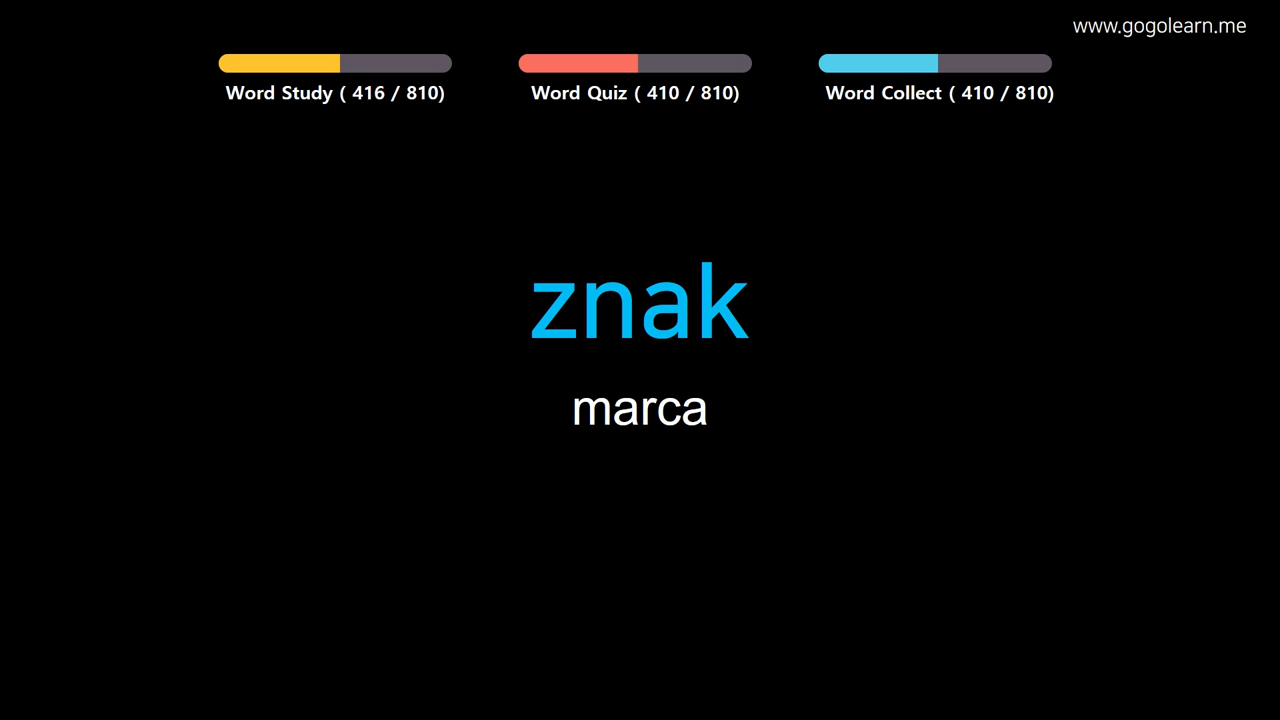 www.gogolearn.me
Word Study ( 416 / 810)
Word Quiz ( 410 / 810)
Word Collect ( 410 / 810)
znak
marca